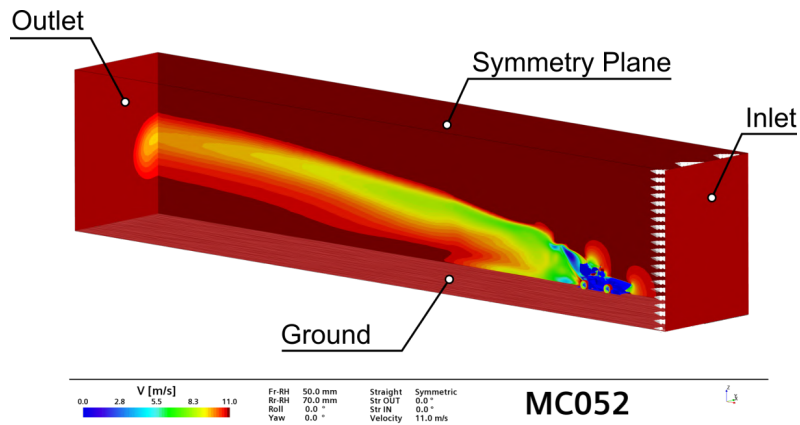 Outlet
Symmetry Plane
Inlet
Ground
V [m/s]
0.0 2.8 5.5 8.3 11.0
Fr-RH 50.0 mm Straight Symmetric
Rr-RH 70.0 mm Str OUT 0.0 °
Roll 0.0 ° Str IN 0.0 °
Yaw 0.0 ° Velocity 11.0 m/s
MC052